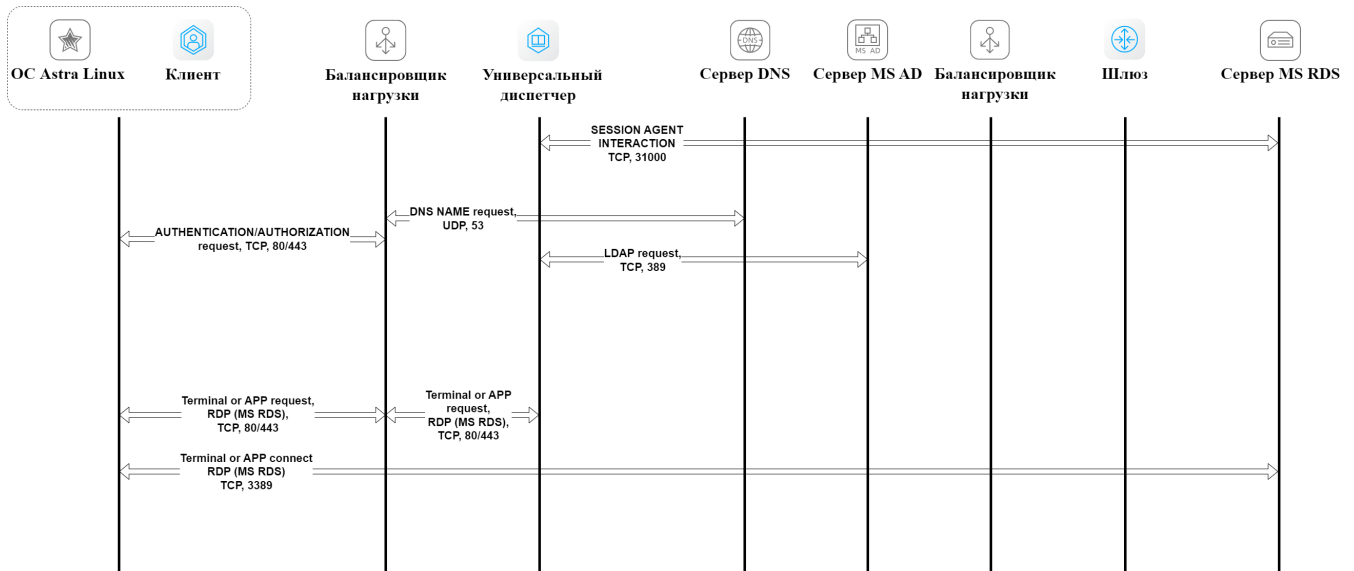 DNS
MS AD
ОС Astra Linux
Клиент
Балансировщик
нагрузки
Универсальный
диспетчер
Сервер DNS
Сервер MS AD
Балансировщик
нагрузки
Шлюз
Сервер MS RDS
SESSION AGENT
INTERACTION
TCP, 31000
DNS NAME request,
UDP, 53
AUTHENTICATION/AUTHORIZATION
request, TCP, 80/443
LDAP request,
TCP, 389
Terminal or APP request,
RDP (MS RDS),
TCP, 80/443
Terminal or APP
request,
RDP (MS RDS),
TCP, 80/443
Terminal or APP connect
RDP (MS RDS)
TCP, 3389